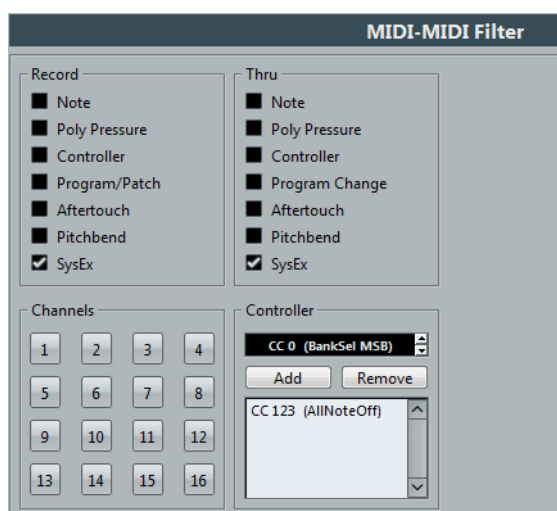 MIDI-MIDI Filter
Record
Note
Poly Pressure
Controller
Program/Patch
Aftertouch
Pitchbend
SysEx
Thru
Note
Poly Pressure
Controller
Program Change
Aftertouch
Pitchbend
SysEx
Channels
1 2 3 4
5 6 7 8
9 10 11 12
13 14 15 16
Controller
CC 0 (BankSel MSB)
Add Remove
CC 123 (AllNoteOff)